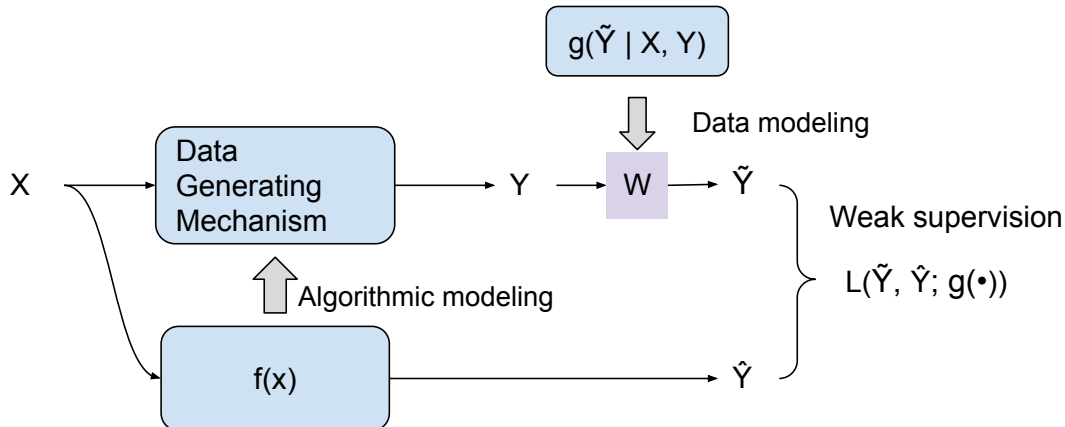 g(Ỹ | X, Y)
Data modeling
Data
Generating
Mechanism
X
Y
W
Ỹ
Weak supervision
L(Ỹ, Ŷ; g(•))
Algorithmic modeling
f(x)
Ŷ